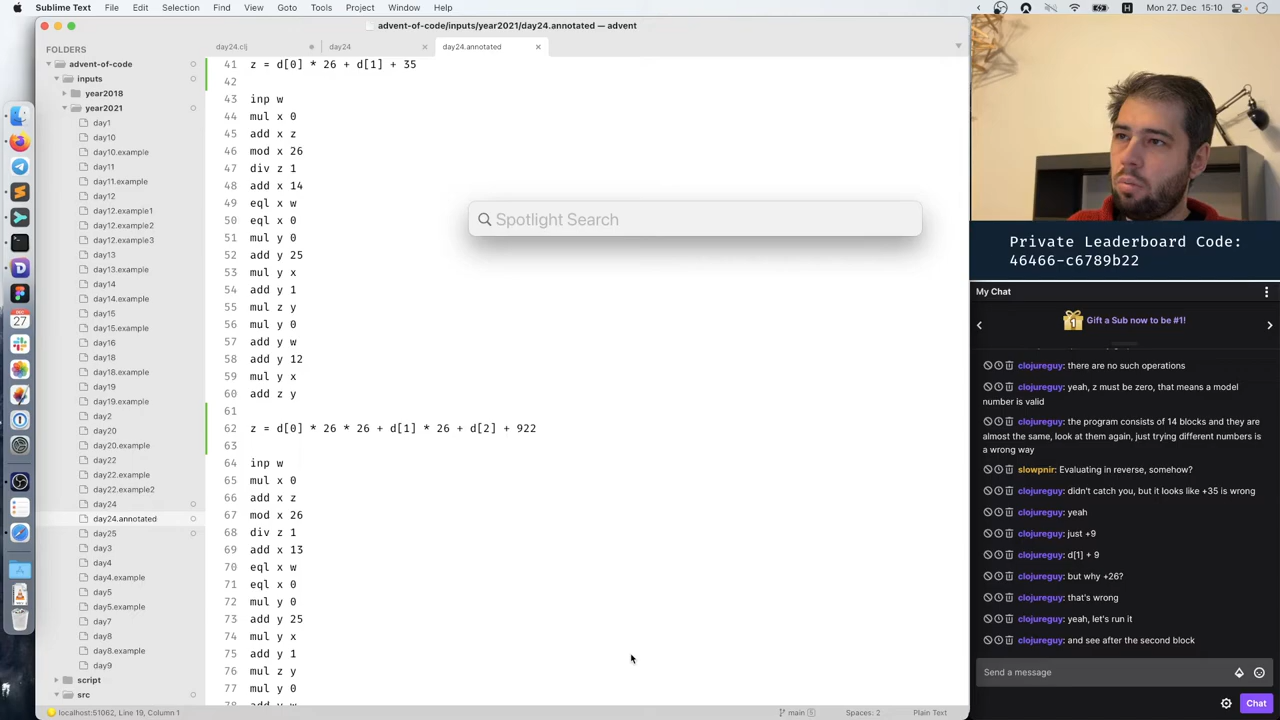 Sublime Text File Edit Selection Find View Goto Tools Project Window Help
Mon 27. Dec 15:10
advent-of-code/inputs/year2021/day24.annotated — advent
FOLDERS
advent-of-code
inputs
year2018
year2021
day1
day10
day10.example
day11
day11.example
day12
day12.example1
day12.example2
day12.example3
day13
day13.example
day14
day14.example
day15
day15.example
day16
day18
day18.example
day19
day19.example
day2
day20
day20.example
day22
day22.example
day22.example2
day24
day24.annotated
day25
day3
day4
day4.example
day5
day5.example
day7
day8
day8.example
day9
script
src
day24.clj
day24
day24.annotated
41 z = d[0] * 26 + d[1] + 35
42
43 inp w
44 mul x 0
45 add x z
46 mod x 26
47 div z 1
48 add x 14
49 eql x w
50 eql x 0
51 mul y 0
52 add y 25
53 mul y x
54 add y 1
55 mul z y
56 mul y 0
57 add y w
58 add y 12
59 mul y x
60 add z y
61
62 z = d[0] * 26 * 26 + d[1] * 26 + d[2] + 922
63
64 inp w
65 mul x 0
66 add x z
67 mod x 26
68 div z 1
69 add x 13
70 eql x w
71 eql x 0
72 mul y 0
73 add y 25
74 mul y x
75 add y 1
76 mul z y
77 mul y 0
78 add y w
Spotlight Search
localhost:51062, Line 19, Column 1
main 5
Spaces: 2
Plain Text
Private Leaderboard Code:
46466-c6789b22
My Chat
Gift a Sub now to be #1!
clojureguy: there are no such operations
clojureguy: yeah, z must be zero, that means a model
number is valid
clojureguy: the program consists of 14 blocks and they are
almost the same, look at them again, just trying different numbers is
a wrong way
slowpnir: Evaluating in reverse, somehow?
clojureguy: didn't catch you, but it looks like +35 is wrong
clojureguy: yeah
clojureguy: just +9
clojureguy: d[1] + 9
clojureguy: but why +26?
clojureguy: that's wrong
clojureguy: yeah, let's run it
clojureguy: and see after the second block
Send a message
Chat